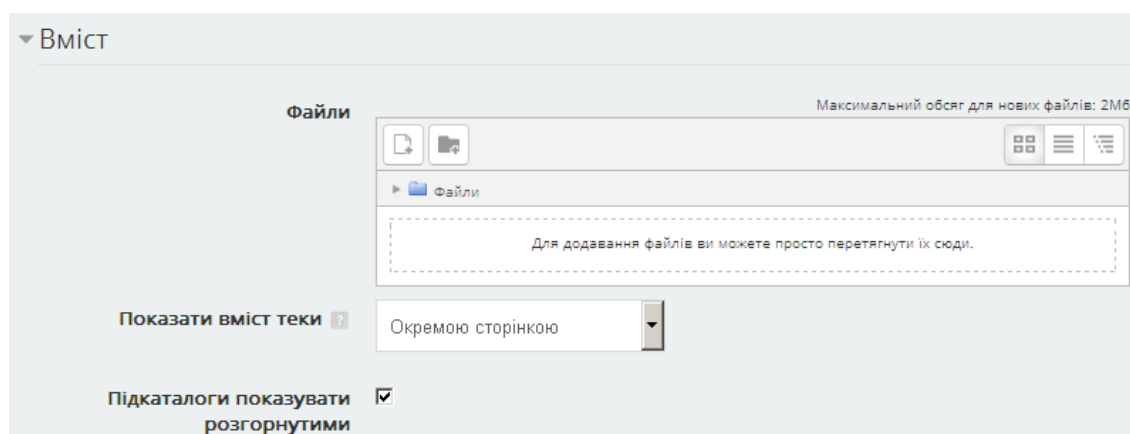 Вміст
Файли
Максимальний обсяг для нових файлів: 2Мб
Файли
Для додавання файлів ви можете просто перетягнути їх сюди.
Показати вміст теки ?
Окремою сторінкою
Підкаталоги показувати
розгорнутими